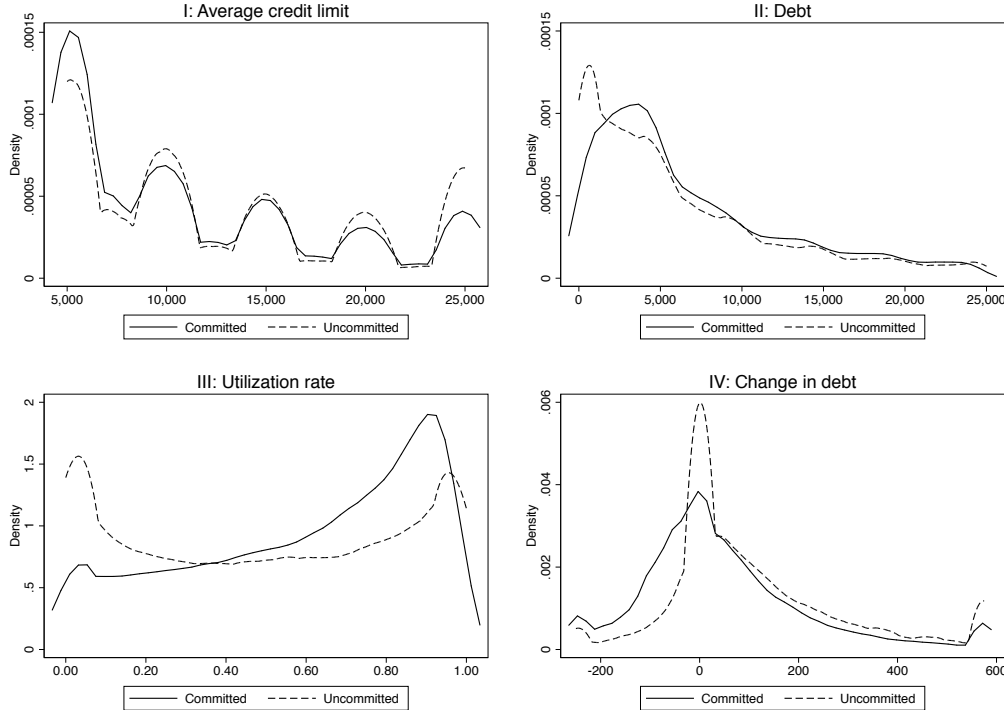 I: Average credit limit
Density
0
.00005
.0001
.00015
5,000 10,000 15,000 20,000 25,000
Committed Uncommitted
II: Debt
Density
0
.00005
.0001
.00015
0 5,000 10,000 15,000 20,000 25,000
Committed Uncommitted
III: Utilization rate
Density
0
.5
1
1.5
2
0.00 0.20 0.40 0.60 0.80 1.00
Committed Uncommitted
IV: Change in debt
Density
0
.002
.004
.006
-200 0 200 400 600
Committed Uncommitted